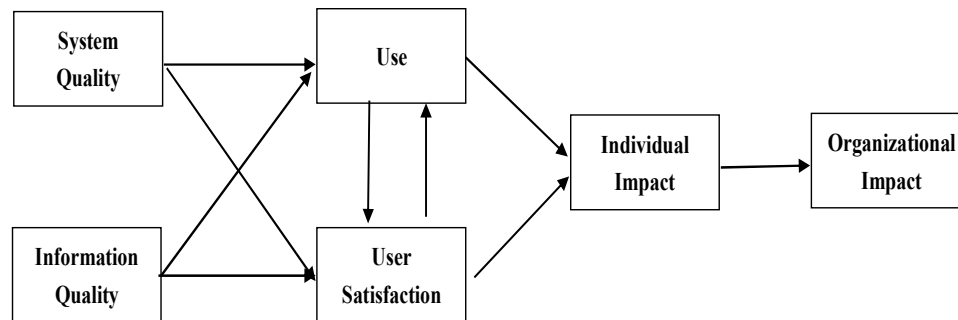 System
Quality
Use
Individual
Impact
Organizational
Impact
Information
Quality
User
Satisfaction